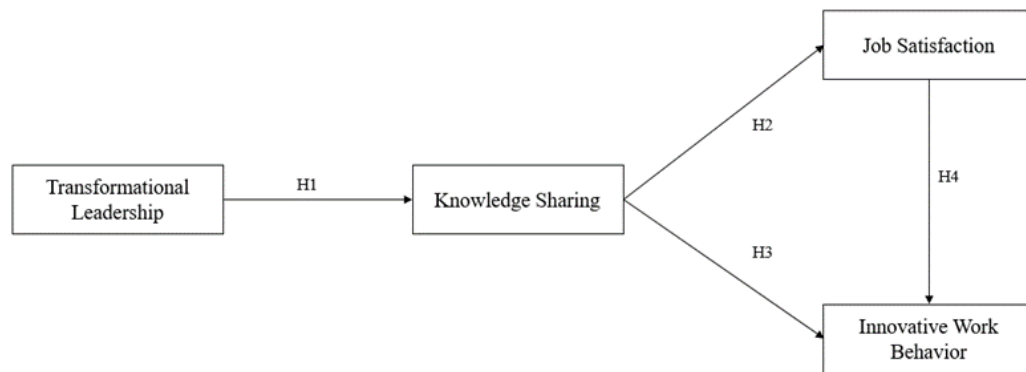 Job Satisfaction
H2
Transformational
Leadership
H1
Knowledge Sharing
H4
H3
Innovative Work
Behavior